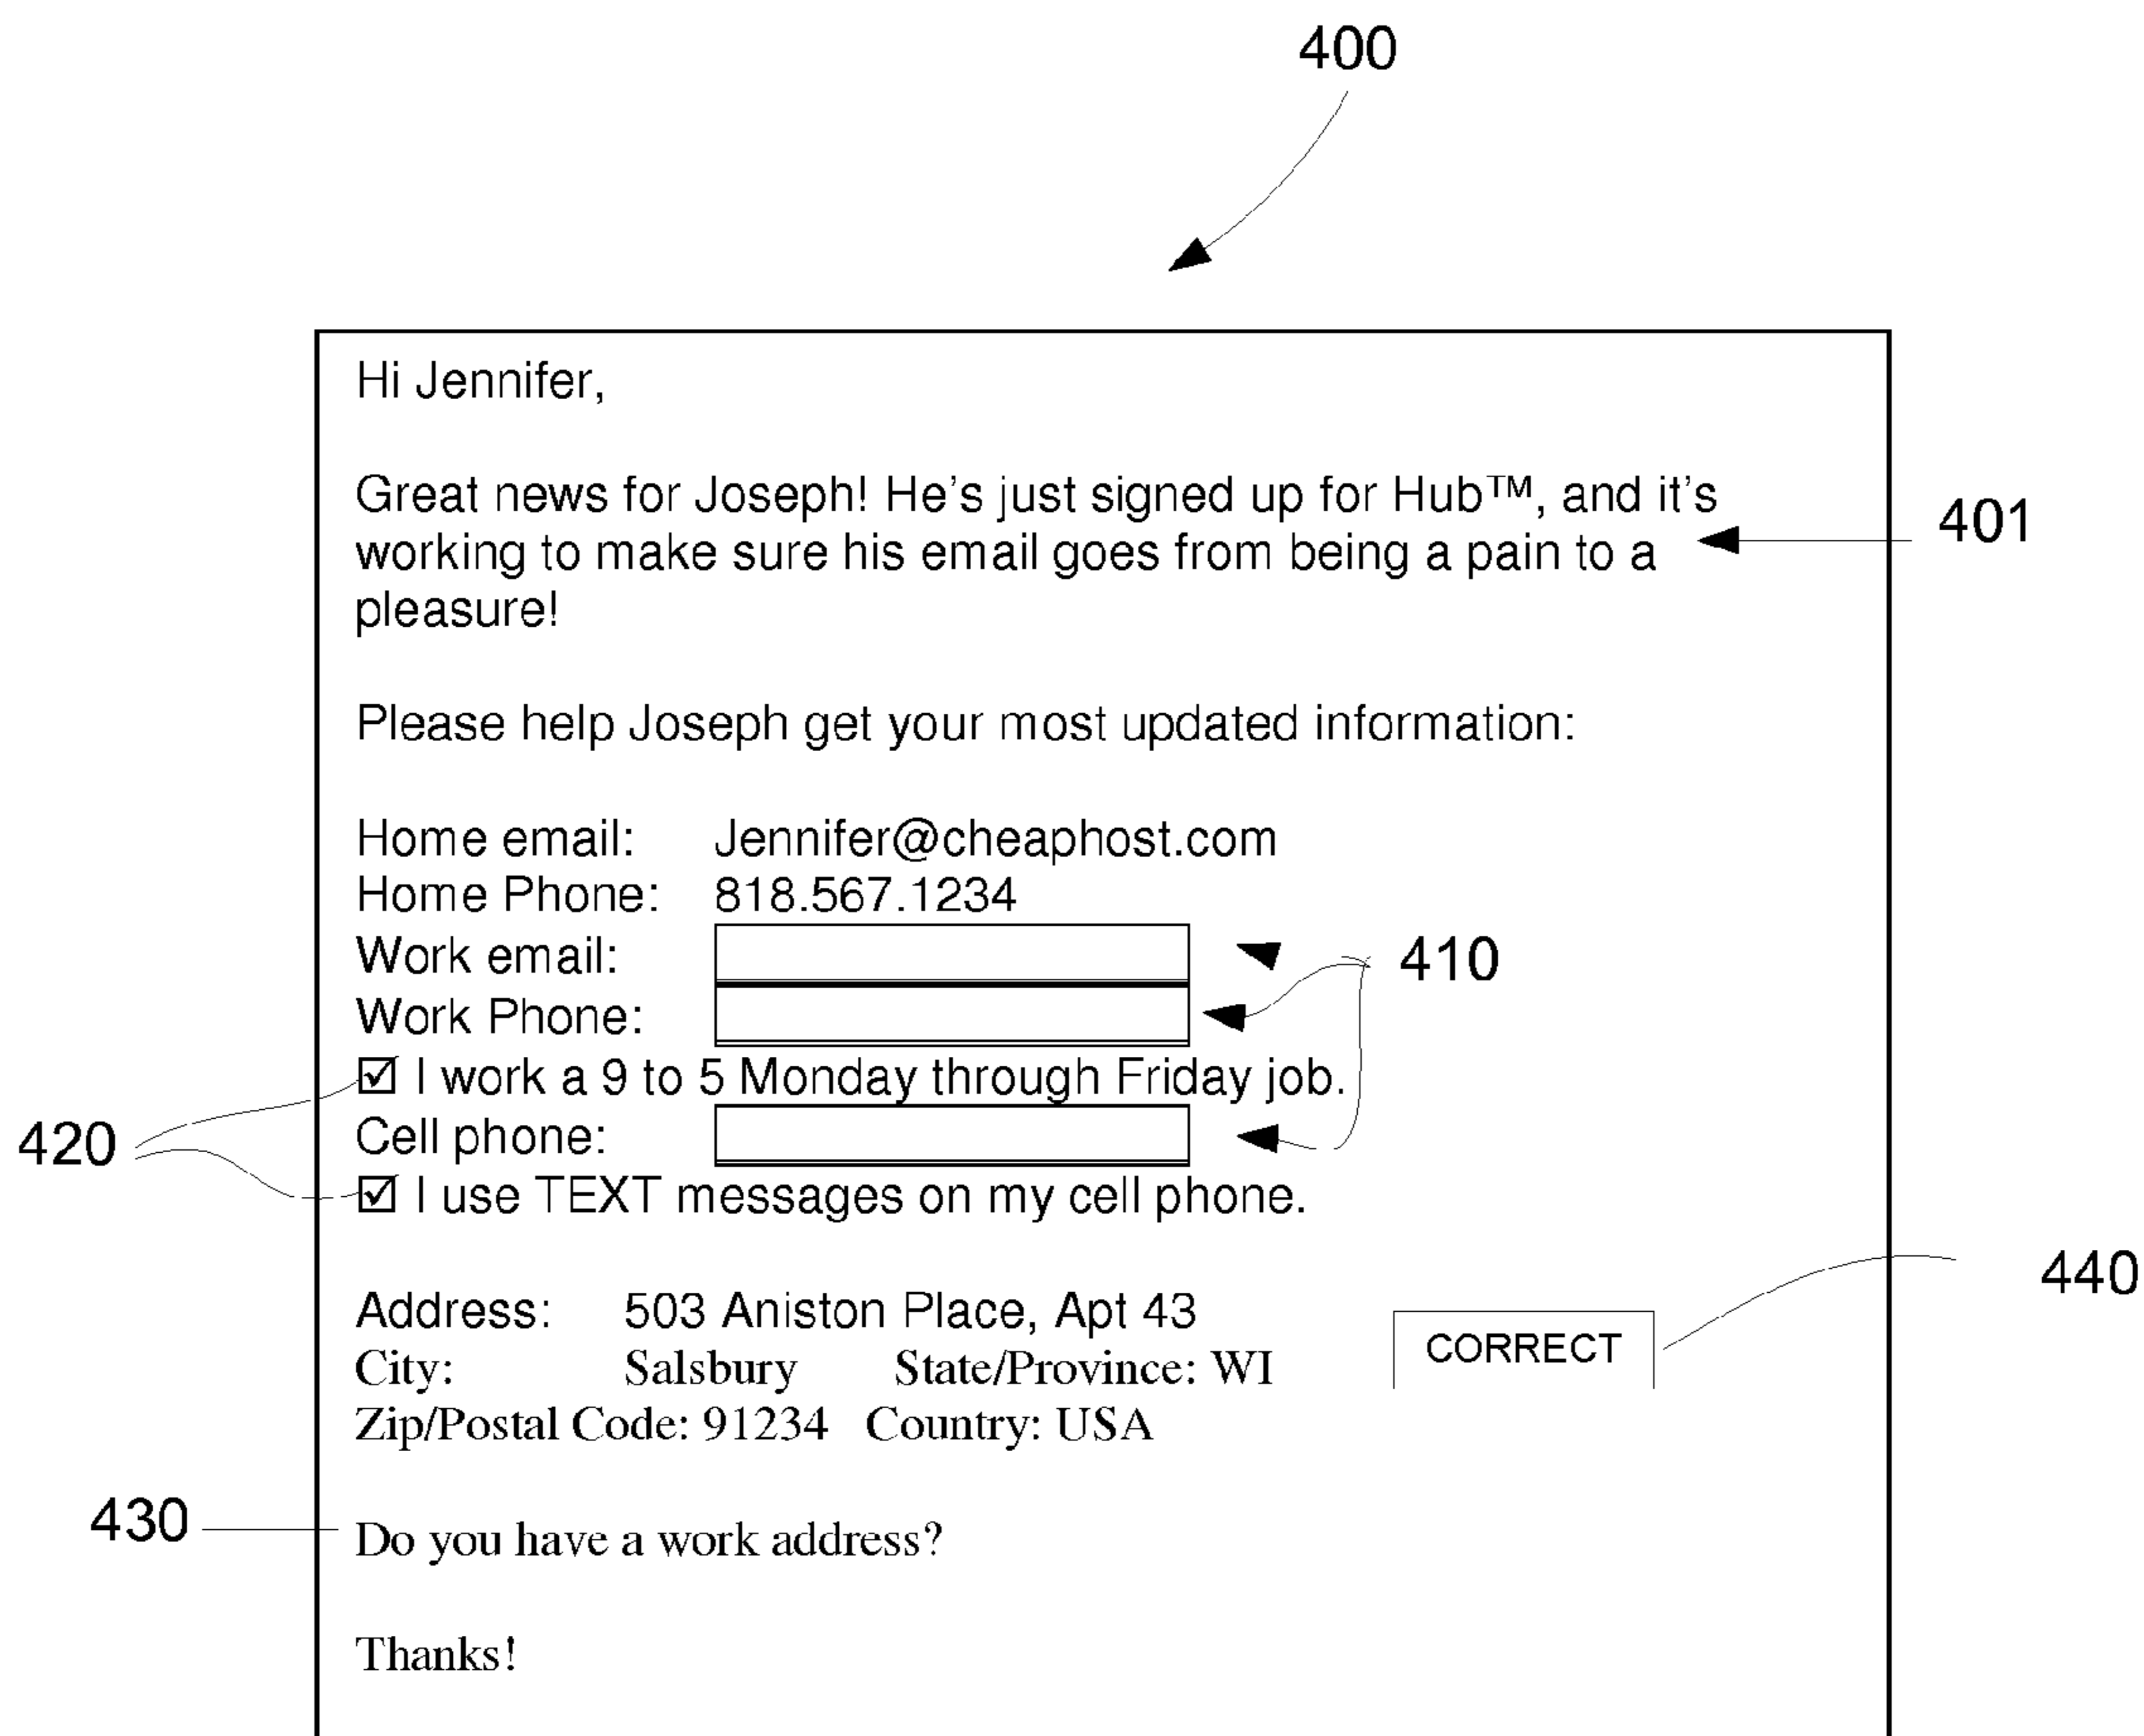 400
Hi Jennifer,
Great news for Joseph! He's just signed up for Hub™, and it's
401
working to make sure his email goes from being a pain to a
pleasure!
Please help Joseph get your most updated information:
Home email: Jennifer@cheaphost.com
Home Phone: 818.567.1234
Work email:
410
Work Phone:
☑ I work a 9 to 5 Monday through Friday job.
420
Cell phone:
☑ I use TEXT messages on my cell phone.
440
Address: 503 Aniston Place, Apt 43
CORRECT
City: Salsbury State/Province: WI
Zip/Postal Code: 91234 Country: USA
430
Do you have a work address?
Thanks!